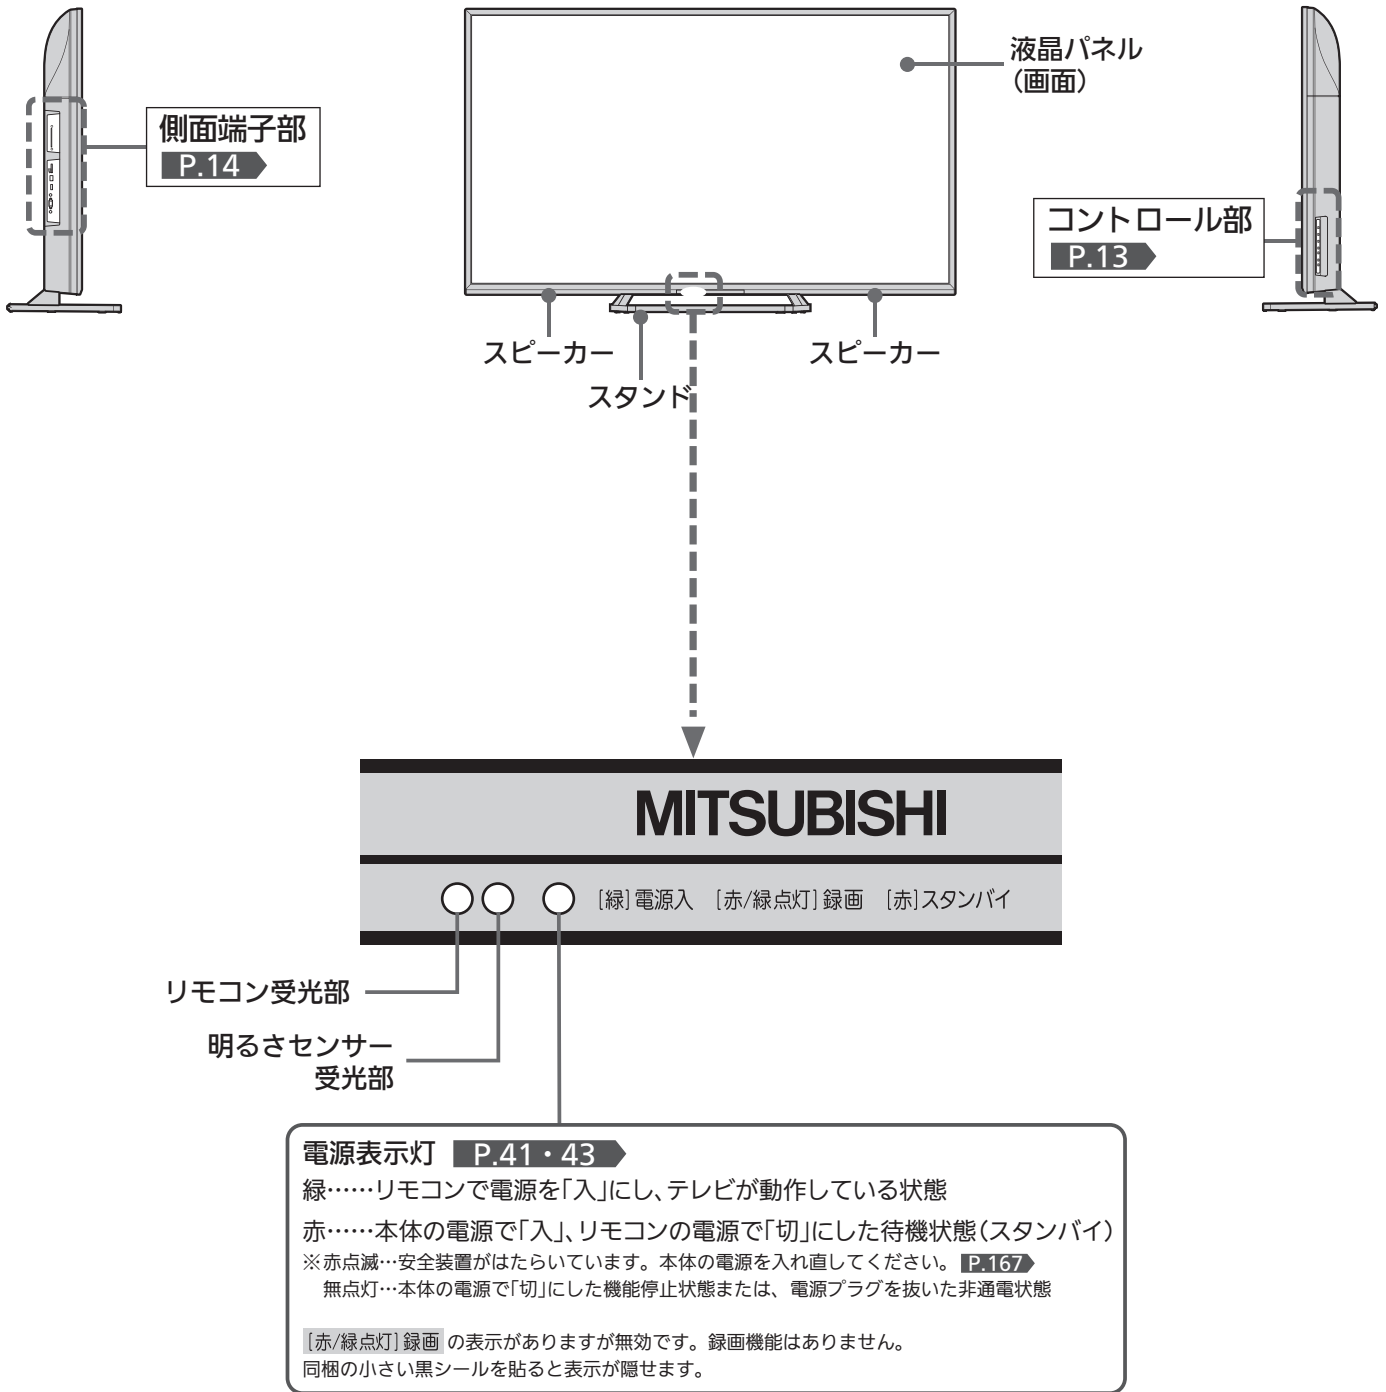 液晶パネル
(画面)
側面端子部
P.14
コントロール部
P.13
スピーカー
スピーカー
スタンド
MITSUBISHI
[緑]電源入 [赤/緑点灯]録画 [赤]スタンバイ
リモコン受光部
明るさセンサー
受光部
電源表示灯 P.41・43
緑……リモコンで電源を「入」にし、テレビが動作している状態
赤……本体の電源で「入」、リモコンの電源で「切」にした待機状態(スタンバイ)
※赤点滅…安全装置がはたらいています。本体の電源を入れ直してください。 P.167
無点灯…本体の電源で「切」にした機能停止状態または、電源プラグを抜いた非通電状態
[赤/緑点灯]録画 の表示がありますが無効です。録画機能はありません。
同梱の小さい黒シールを貼ると表示が隠せます。